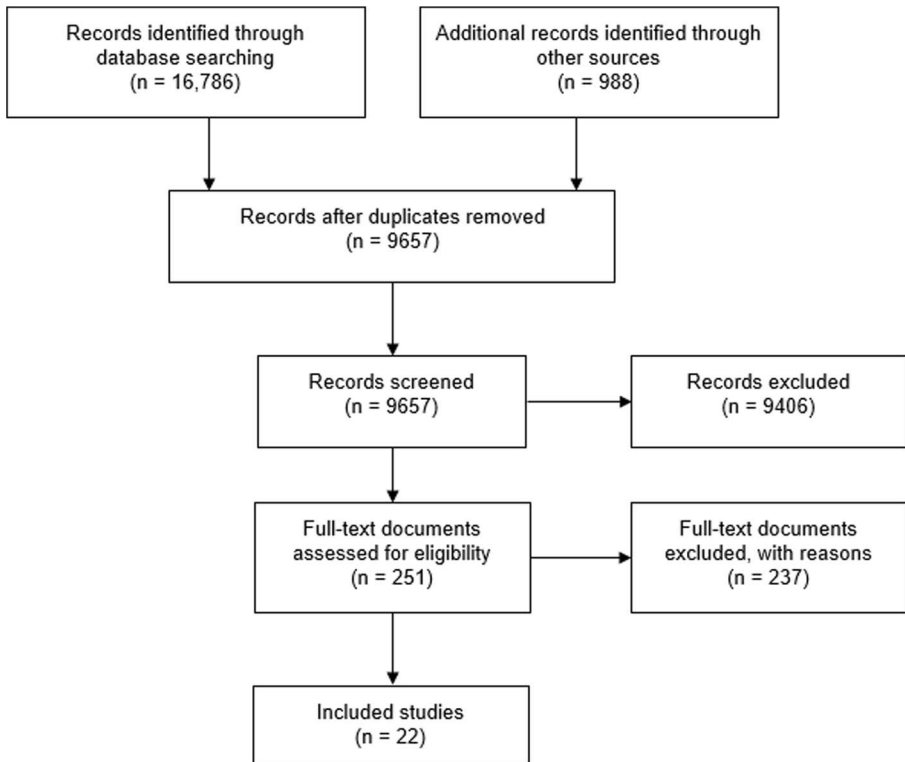 Records identified through
database searching
(n = 16,786)
Additional records identified through
other sources
(n = 988)
Records after duplicates removed
(n = 9657)
Records screened
(n = 9657)
Records excluded
(n = 9406)
Full-text documents
assessed for eligibility
(n = 251)
Full-text documents
excluded, with reasons
(n = 237)
Included studies
(n = 22)